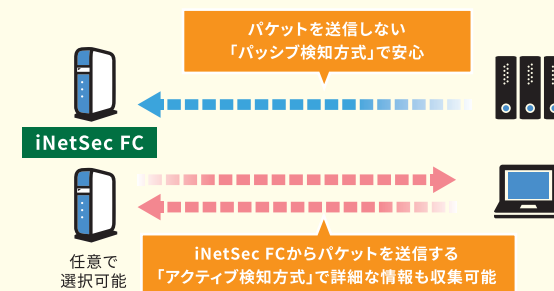 パケットを送信しない
「パッシブ検知方式」で安心
iNetSec FC
任意で
選択可能
iNetSec FCからパケットを送信する
「アクティブ検知方式」で詳細な情報も収集可能